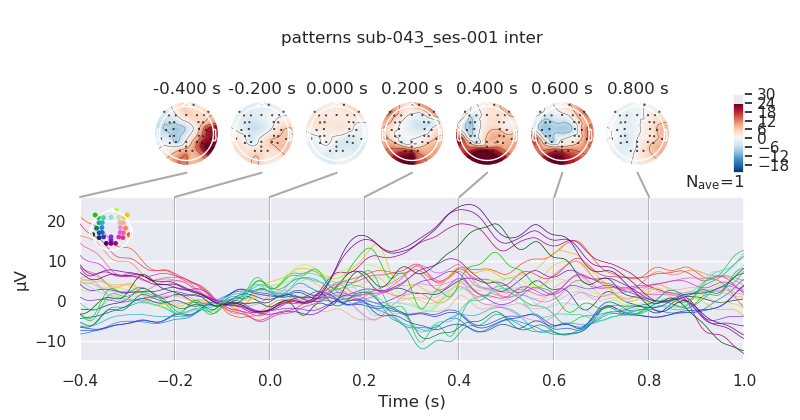 patterns sub-043_ses-001 inter
-0.400 s -0.200 s 0.000 s 0.200 s 0.400 s 0.600 s 0.800 s
30
24
18
12
6
0
−6
−12
−18
Nave=1
20
10
0
−10
µV
−0.4 −0.2 0.0 0.2 0.4 0.6 0.8 1.0
Time (s)